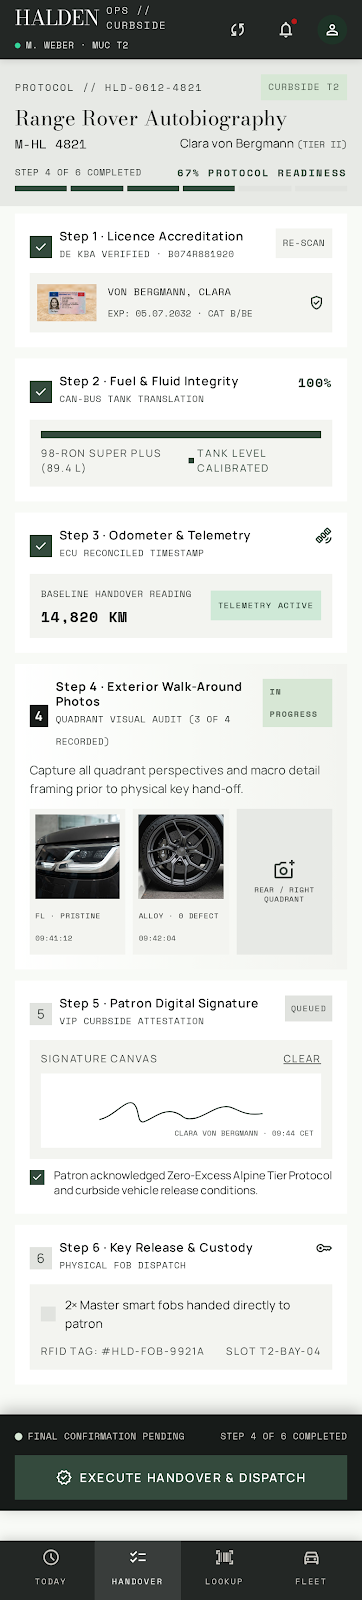 HALDEN OPS //
CURBSIDE
M. WEBER · MUC T2
PROTOCOL // HLD-0612-4821
CURBSIDE T2
Range Rover Autobiography
M-HL 4821
Clara von Bergmann (TIER II)
STEP 4 OF 6 COMPLETED
67% PROTOCOL READINESS
Step 1 · Licence Accreditation
DE KBA VERIFIED · B074R881920
RE-SCAN
VON BERGMANN, CLARA
EXP: 05.07.2032 · CAT B/BE
Step 2 · Fuel & Fluid Integrity
CAN-BUS TANK TRANSLATION
100%
98-RON SUPER PLUS
(89.4 L)
TANK LEVEL
CALIBRATED
Step 3 · Odometer & Telemetry
ECU RECONCILED TIMESTAMP
BASELINE HANDOVER READING
14,820 KM
TELEMETRY ACTIVE
4
Step 4 · Exterior Walk-Around
Photos
QUADRANT VISUAL AUDIT (3 OF 4
RECORDED)
IN
PROGRESS
Capture all quadrant perspectives and macro detail
framing prior to physical key hand-off.
FL · PRISTINE
09:41:12
ALLOY · 0 DEFECT
09:42:04
REAR / RIGHT
QUADRANT
5
Step 5 · Patron Digital Signature
VIP CURBSIDE ATTESTATION
QUEUED
SIGNATURE CANVAS
CLEAR
CLARA VON BERGMANN · 09:44 CET
Patron acknowledged Zero-Excess Alpine Tier Protocol
and curbside vehicle release conditions.
6
Step 6 · Key Release & Custody
PHYSICAL FOB DISPATCH
2× Master smart fobs handed directly to
patron
RFID TAG: #HLD-FOB-9921A
SLOT T2-BAY-04
FINAL CONFIRMATION PENDING
STEP 4 OF 6 COMPLETED
EXECUTE HANDOVER & DISPATCH
TODAY
HANDOVER
LOOKUP
FLEET